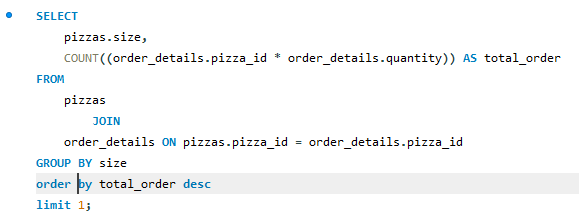 SELECT
pizzas.size,
COUNT((order_details.pizza_id * order_details.quantity)) AS total_order
FROM
pizzas
JOIN
order_details ON pizzas.pizza_id = order_details.pizza_id
GROUP BY size
order by total_order desc
limit 1;